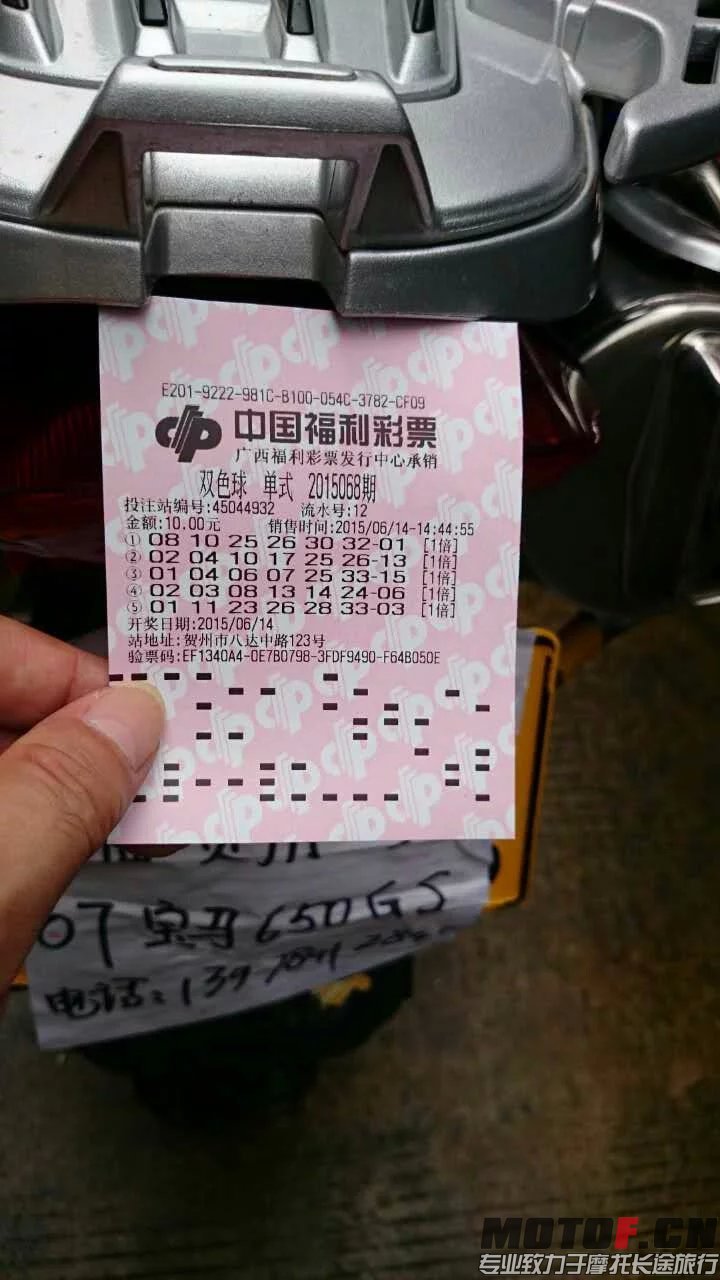 E201-9222-981C-B100-054C-3782-CF09
中国福利彩票
广西福利彩票发行中心承销
双色球 单式 2015068期
投注站编号:45044932 流水号:12
金额:10.00元 销售时间:2015/06/14-14:44:55
① 08 10 25 26 30 32-01 [1倍]
② 02 04 10 17 25 26-13 [1倍]
③ 01 04 06 07 25 33-15 [1倍]
④ 02 03 08 13 14 24-06 [1倍]
⑤ 01 11 23 26 28 33-03 [1倍]
开奖日期:2015/06/14
站地址:贺州市八达中路123号
验票码:EF1340A4-0E7B0798-3FDF9490-F64B050E
07 宝马650GS
电话:139
MOTOF.CN
专业致力于摩托长途旅行